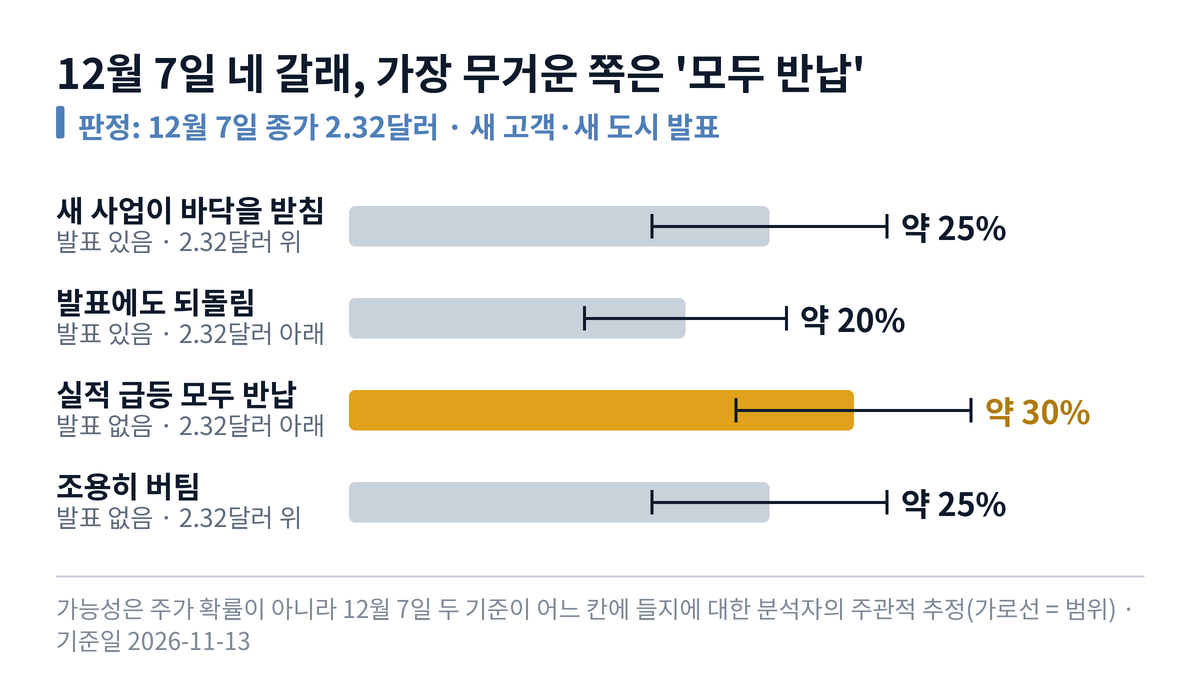 12월 7일 네 갈래, 가장 무거운 쪽은 '모두 반납'
판정: 12월 7일 종가 2.32달러 · 새 고객·새 도시 발표
새 사업이 바닥을 받침
발표 있음 · 2.32달러 위
약 25%
발표에도 되돌림
발표 있음 · 2.32달러 아래
약 20%
실적 급등 모두 반납
발표 없음 · 2.32달러 아래
약 30%
조용히 버팀
발표 없음 · 2.32달러 위
약 25%
가능성은 주가 확률이 아니라 12월 7일 두 기준이 어느 칸에 들지에 대한 분석자의 주관적 추정(가로선 = 범위) ·
기준일 2026-11-13